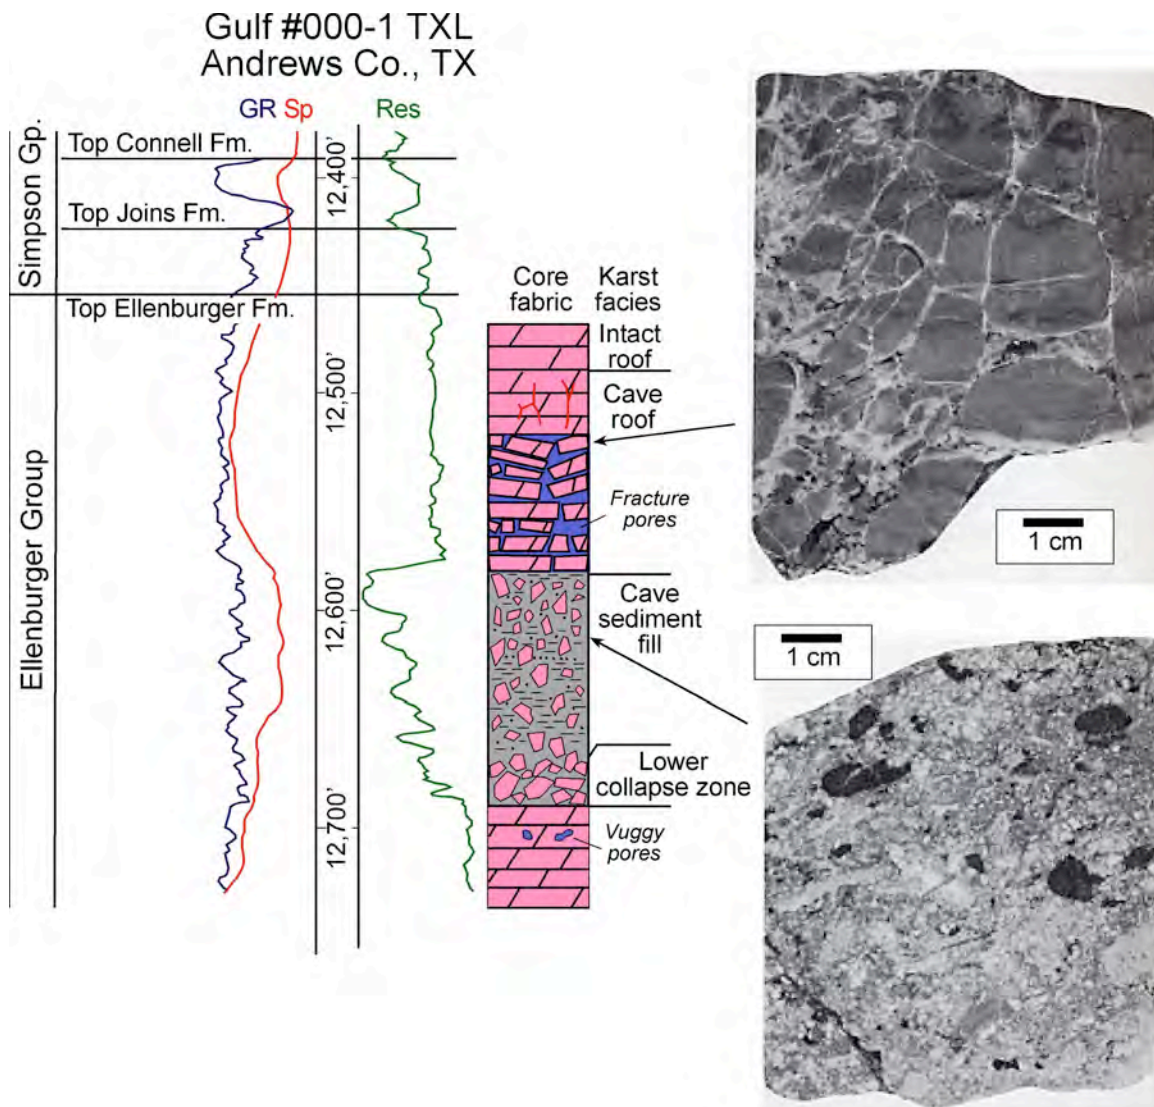 Gulf #000-1 TXL
Andrews Co., TX
GR Sp
Res
Simpson Gp.
Top Connell Fm.
12,400'
Top Joins Fm.
Top Ellenburger Fm.
Ellenburger Group
12,500'
12,600'
12,700'
Core
fabric
Karst
facies
Intact
roof
Cave
roof
Fracture
pores
Cave
sediment
fill
Lower
collapse zone
Vuggy
pores
1 cm
1 cm